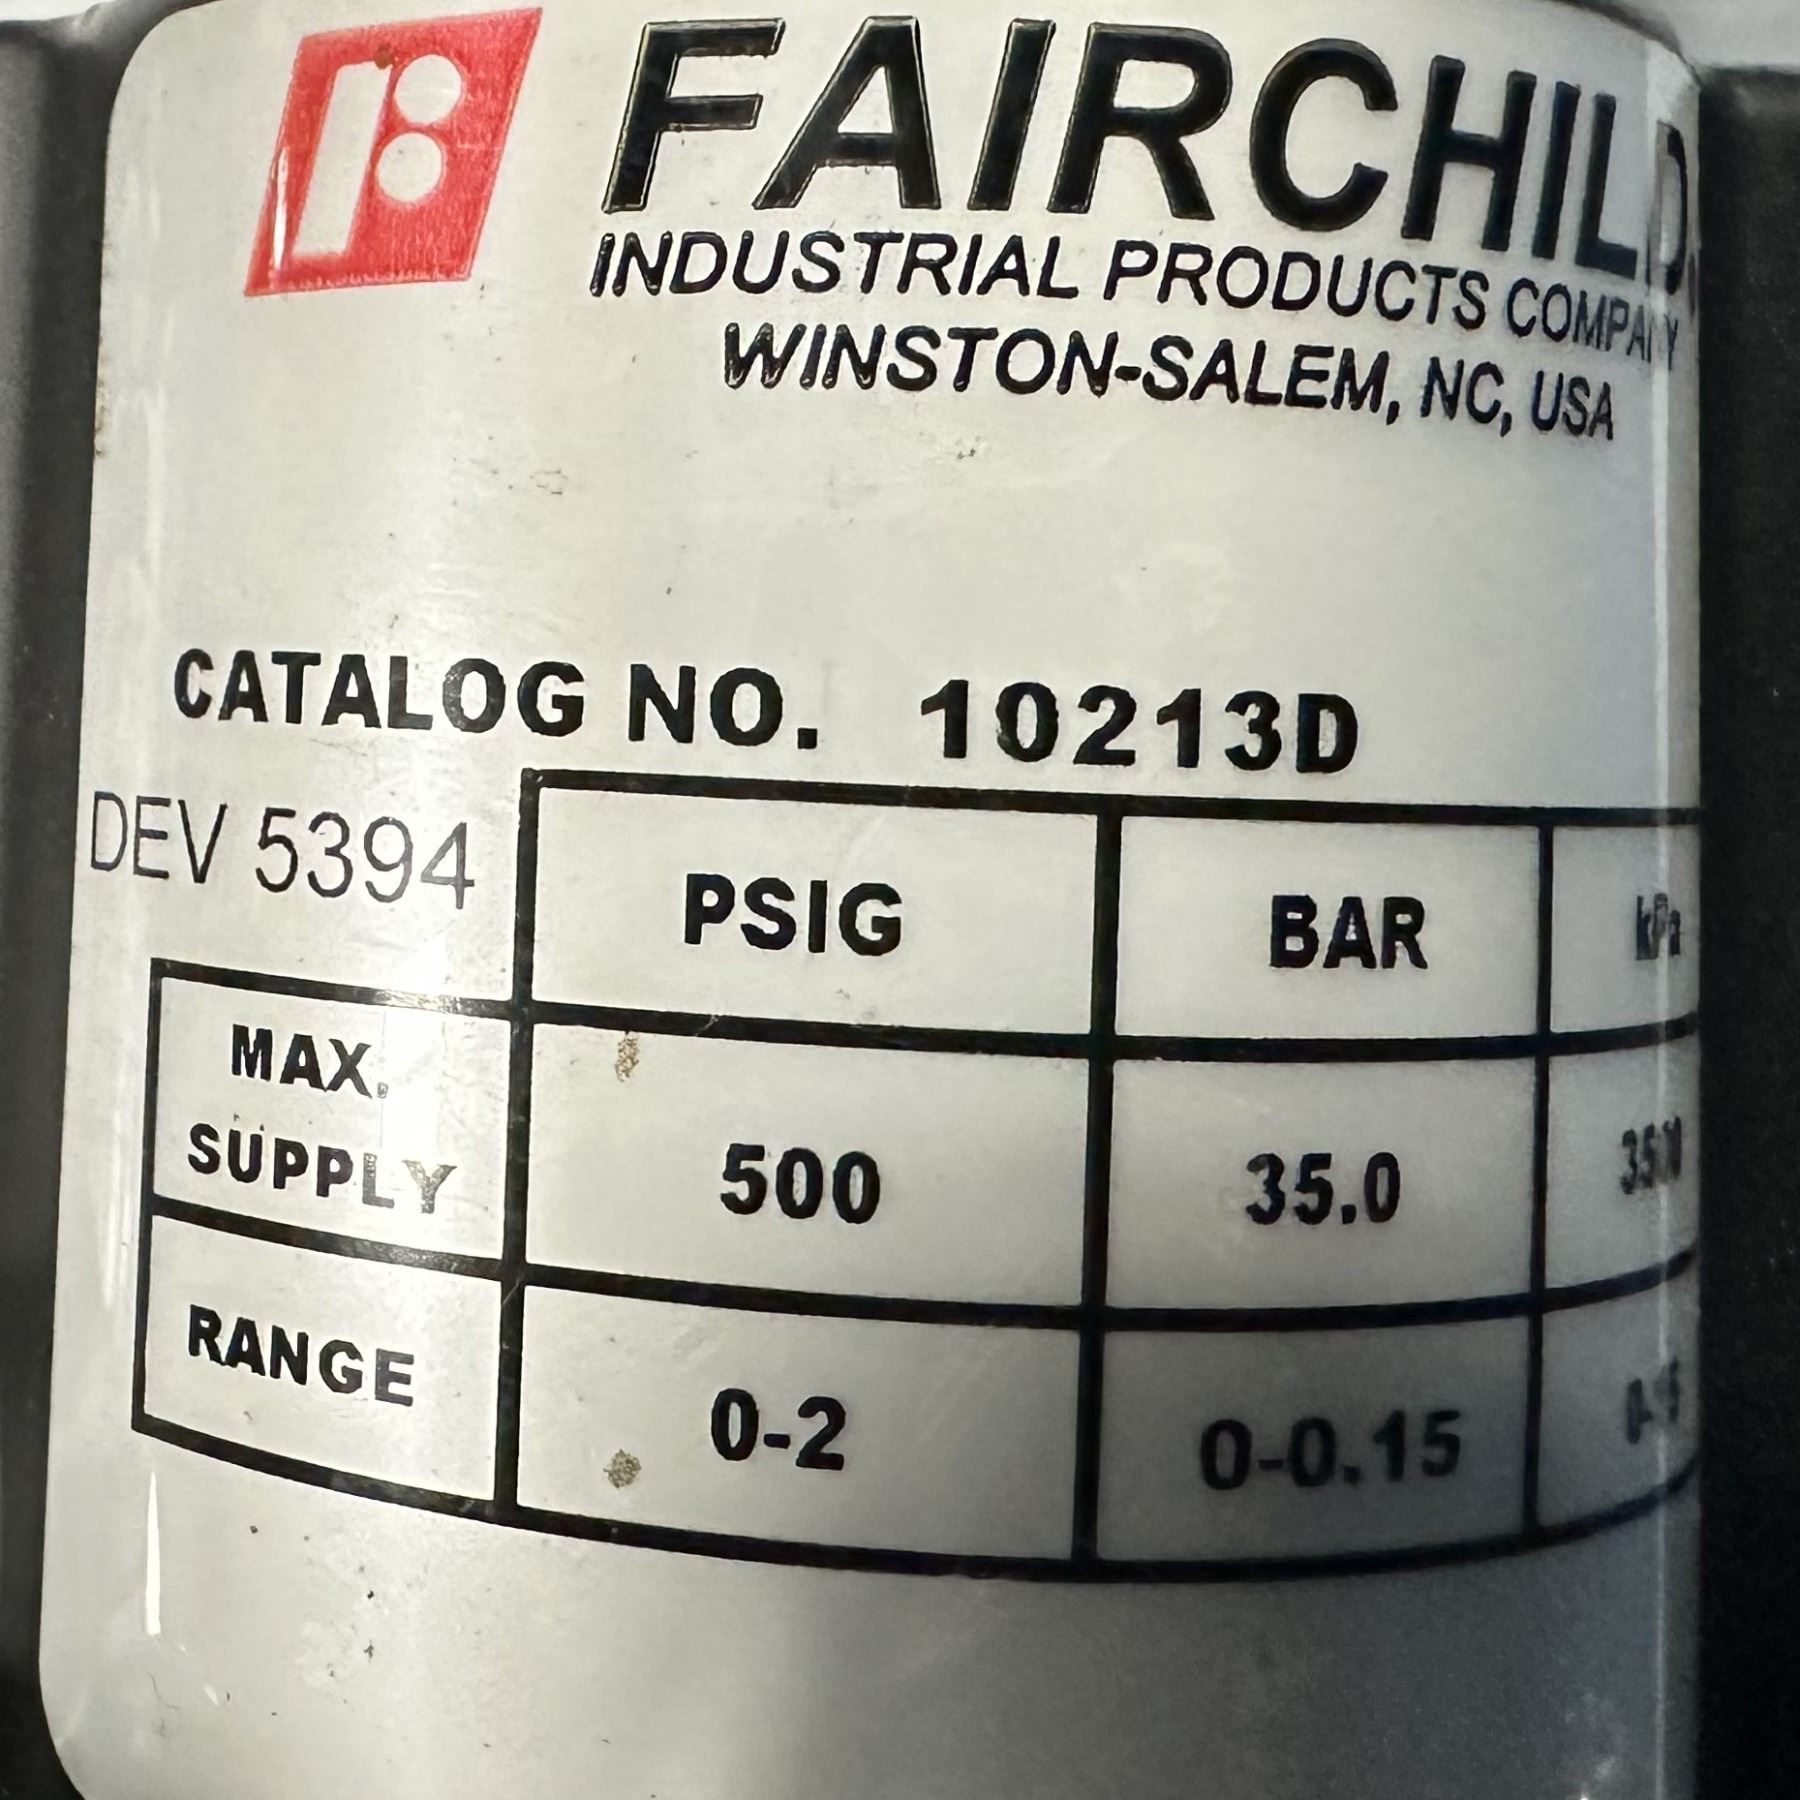 FAIRCHILD
INDUSTRIAL PRODUCTS COMPANY
WINSTON-SALEM, NC, USA
CATALOG NO. 10213D
DEV 5394
PSIG BAR kPa
MAX.
SUPPLY 500 35.0
RANGE 0-2 0-0.15